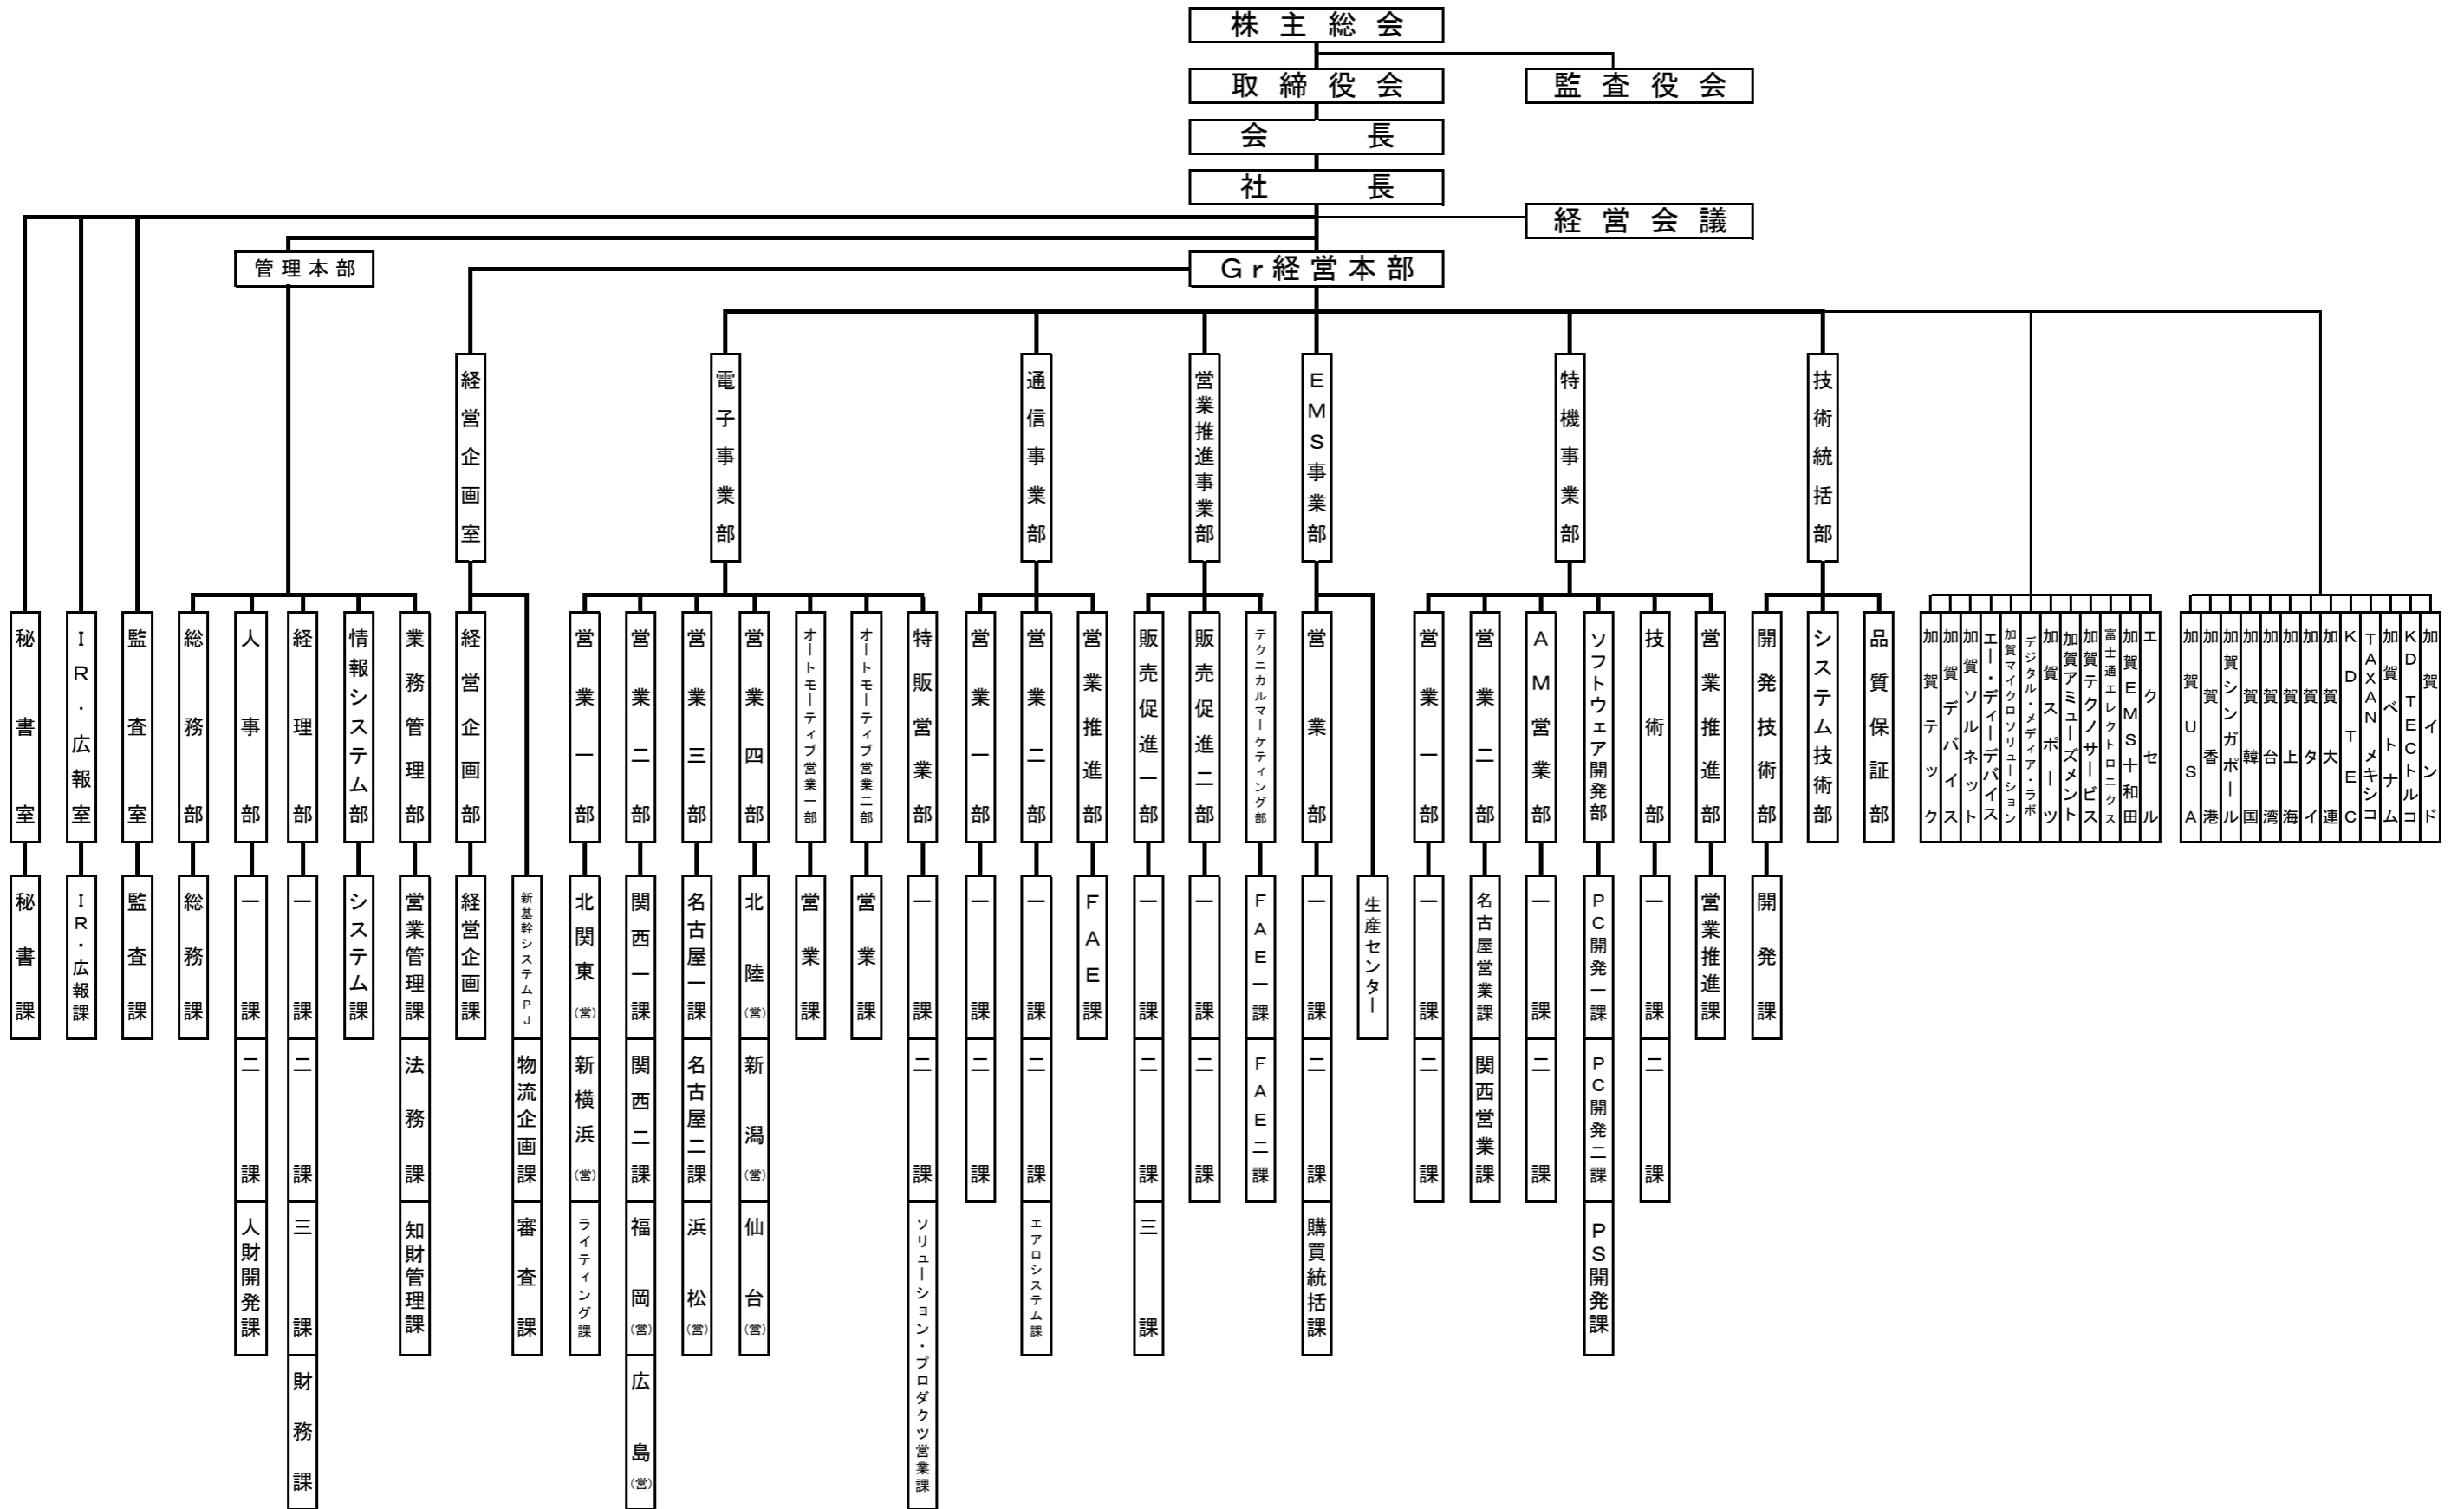 株主総会
取締役会
監査役会
会長
社長
経営会議
管理本部
Gr経営本部
経営企画室
電子事業部
通信事業部
営業推進事業部
EMS事業部
特機事業部
技術統括部
秘書室
IR・広報室
監査室
総務部
人事部
経理部
情報システム部
業務管理部
経営企画部
営業一部
営業二部
営業三部
営業四部
オートモーティブ営業一部
オートモーティブ営業二部
特販営業部
営業一部
営業二部
営業推進部
販売促進一部
販売促進二部
テクニカルマーケティング部
営業部
営業一部
営業二部
AM営業部
ソフトウェア開発部
技術部
営業推進部
開発技術部
システム技術部
品質保証部
加賀テック
加賀デバイス
加賀ソルネット
エー・ディーデバイス
加賀マイクロソリューション
デジタル・メディア・ラボ
加賀スポーツ
加賀アミューズメント
加賀テクノサービス
富士通エレクトロニクス
加賀EMS十和田
エクセル
加賀USA
加賀香港
加賀シンガポール
加賀韓国
加賀台湾
加賀上海
加賀タイ
加賀大連
KDTEC
TAXANメキシコ
加賀ベトナム
KD TECトルコ
加賀インド
秘書課
IR・広報課
監査課
総務課
一課
一課
システム課
営業管理課
経営企画課
新基幹システムPJ
北関東(営)
関西一課
名古屋一課
北陸(営)
営業課
営業課
一課
一課
一課
FAE課
一課
一課
FAE一課
一課
生産センター
一課
名古屋営業課
一課
PC開発一課
一課
営業推進課
開発課
二課
二課
法務課
物流企画課
新横浜(営)
関西二課
名古屋二課
新潟(営)
二課
二課
二課
二課
二課
FAE二課
二課
二課
関西営業課
二課
PC開発二課
二課
人財開発課
三課
知財管理課
審査課
ライティング課
福岡(営)
浜松(営)
仙台(営)
ソリューション・プロダクツ営業課
エアロシステム課
三課
購買統括課
PS開発課
財務課
広島(営)